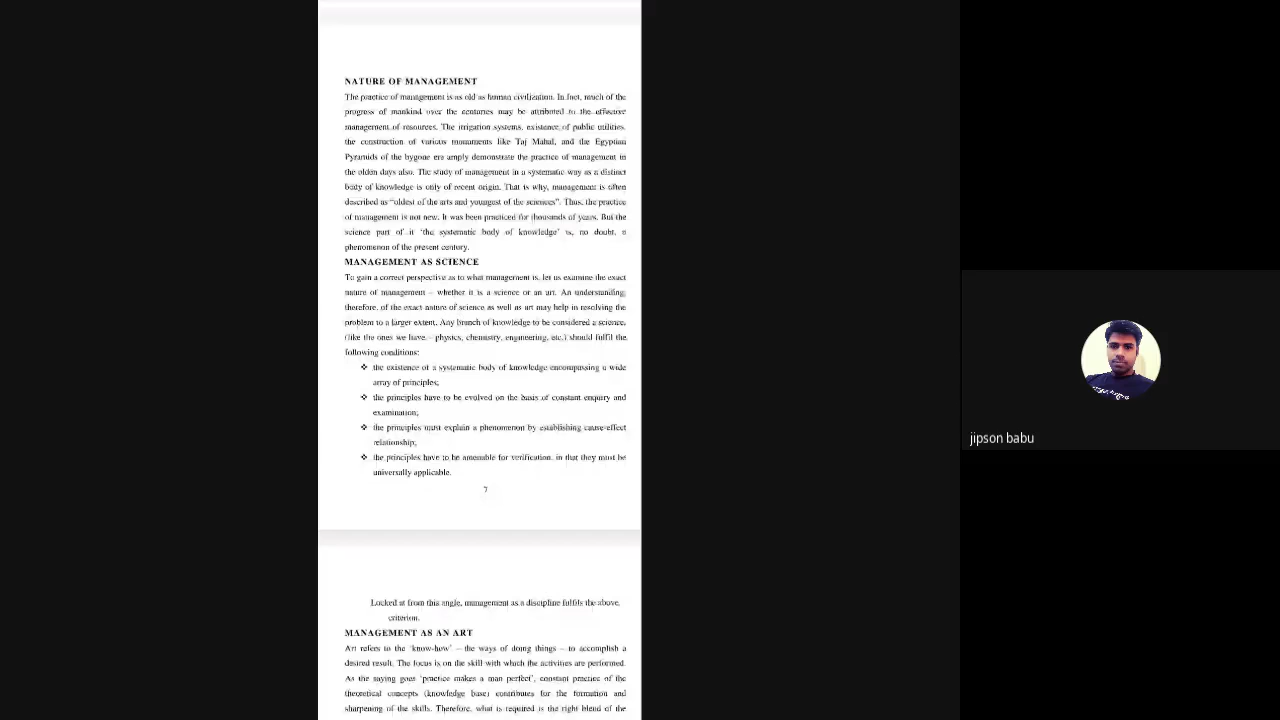 NATURE OF MANAGEMENT
The practice of management is as old as human civilization. In fact, much of the
progress of mankind over the centuries may be attributed to the effective
management of resources. The irrigation systems, existence of public utilities,
the construction of various monuments like Taj Mahal, and the Egyptian
Pyramids of the bygone era amply demonstrate the practice of management in
the olden days also. The study of management in a systematic way as a distinct
body of knowledge is only of recent origin. That is why, management is often
described as "oldest of the arts and youngest of the sciences". Thus, the practice
of management is not new. It was been practiced for thousands of years. But the
science part of it 'the systematic body of knowledge' is, no doubt, a
phenomenon of the present century.
MANAGEMENT AS SCIENCE
To gain a correct perspective as to what management is, let us examine the exact
nature of management – whether it is a science or an art. An understanding,
therefore, of the exact nature of science as well as art may help in resolving the
problem to a larger extent. Any branch of knowledge to be considered a science,
(like the ones we have – physics, chemistry, engineering, etc.) should fulfil the
following conditions:
❖ the existence of a systematic body of knowledge encompassing a wide
array of principles;
❖ the principles have to be evolved on the basis of constant enquiry and
examination;
❖ the principles must explain a phenomenon by establishing cause-effect
relationship;
❖ the principles have to be amenable for verification, in that they must be
universally applicable.
7
Looked at from this angle, management as a discipline fulfils the above,
criterion.
MANAGEMENT AS AN ART
Art refers to the 'know-how' – the ways of doing things – to accomplish a
desired result. The focus is on the skill with which the activities are performed.
As the saying goes 'practice makes a man perfect', constant practice of the
theoretical concepts (knowledge base) contributes for the formation and
sharpening of the skills. Therefore, what is required is the right blend of the
jipson babu